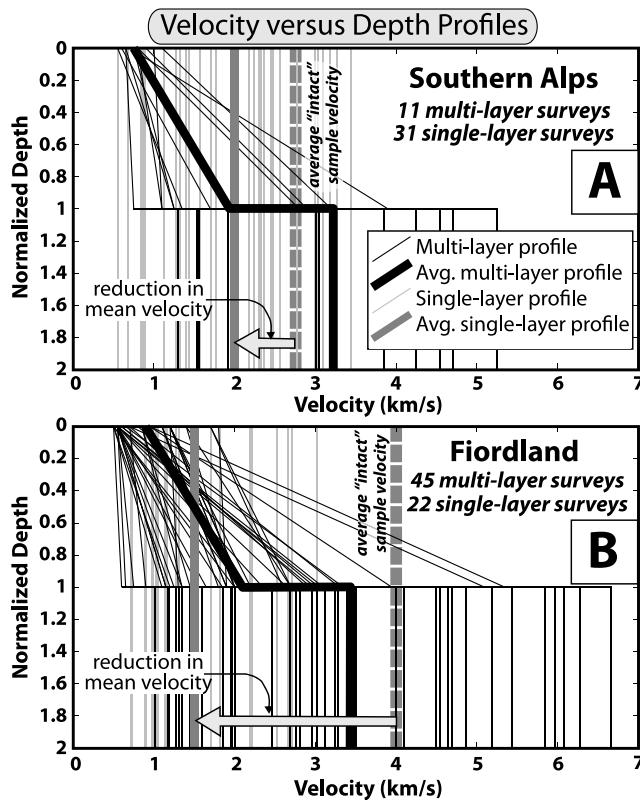 Velocity versus Depth Profiles
Normalized Depth
0
0.2
0.4
0.6
0.8
1
1.2
1.4
1.6
1.8
2
Southern Alps
11 multi-layer surveys
31 single-layer surveys
average “intact”
sample velocity
A
Multi-layer profile
Avg. multi-layer profile
Single-layer profile
Avg. single-layer profile
reduction in
mean velocity
0 1 2 3 4 5 6 7
Velocity (km/s)
Normalized Depth
0
0.2
0.4
0.6
0.8
1
1.2
1.4
1.6
1.8
2
Fiordland
45 multi-layer surveys
22 single-layer surveys
average “intact”
sample velocity
B
reduction in
mean velocity
0 1 2 3 4 5 6 7
Velocity (km/s)